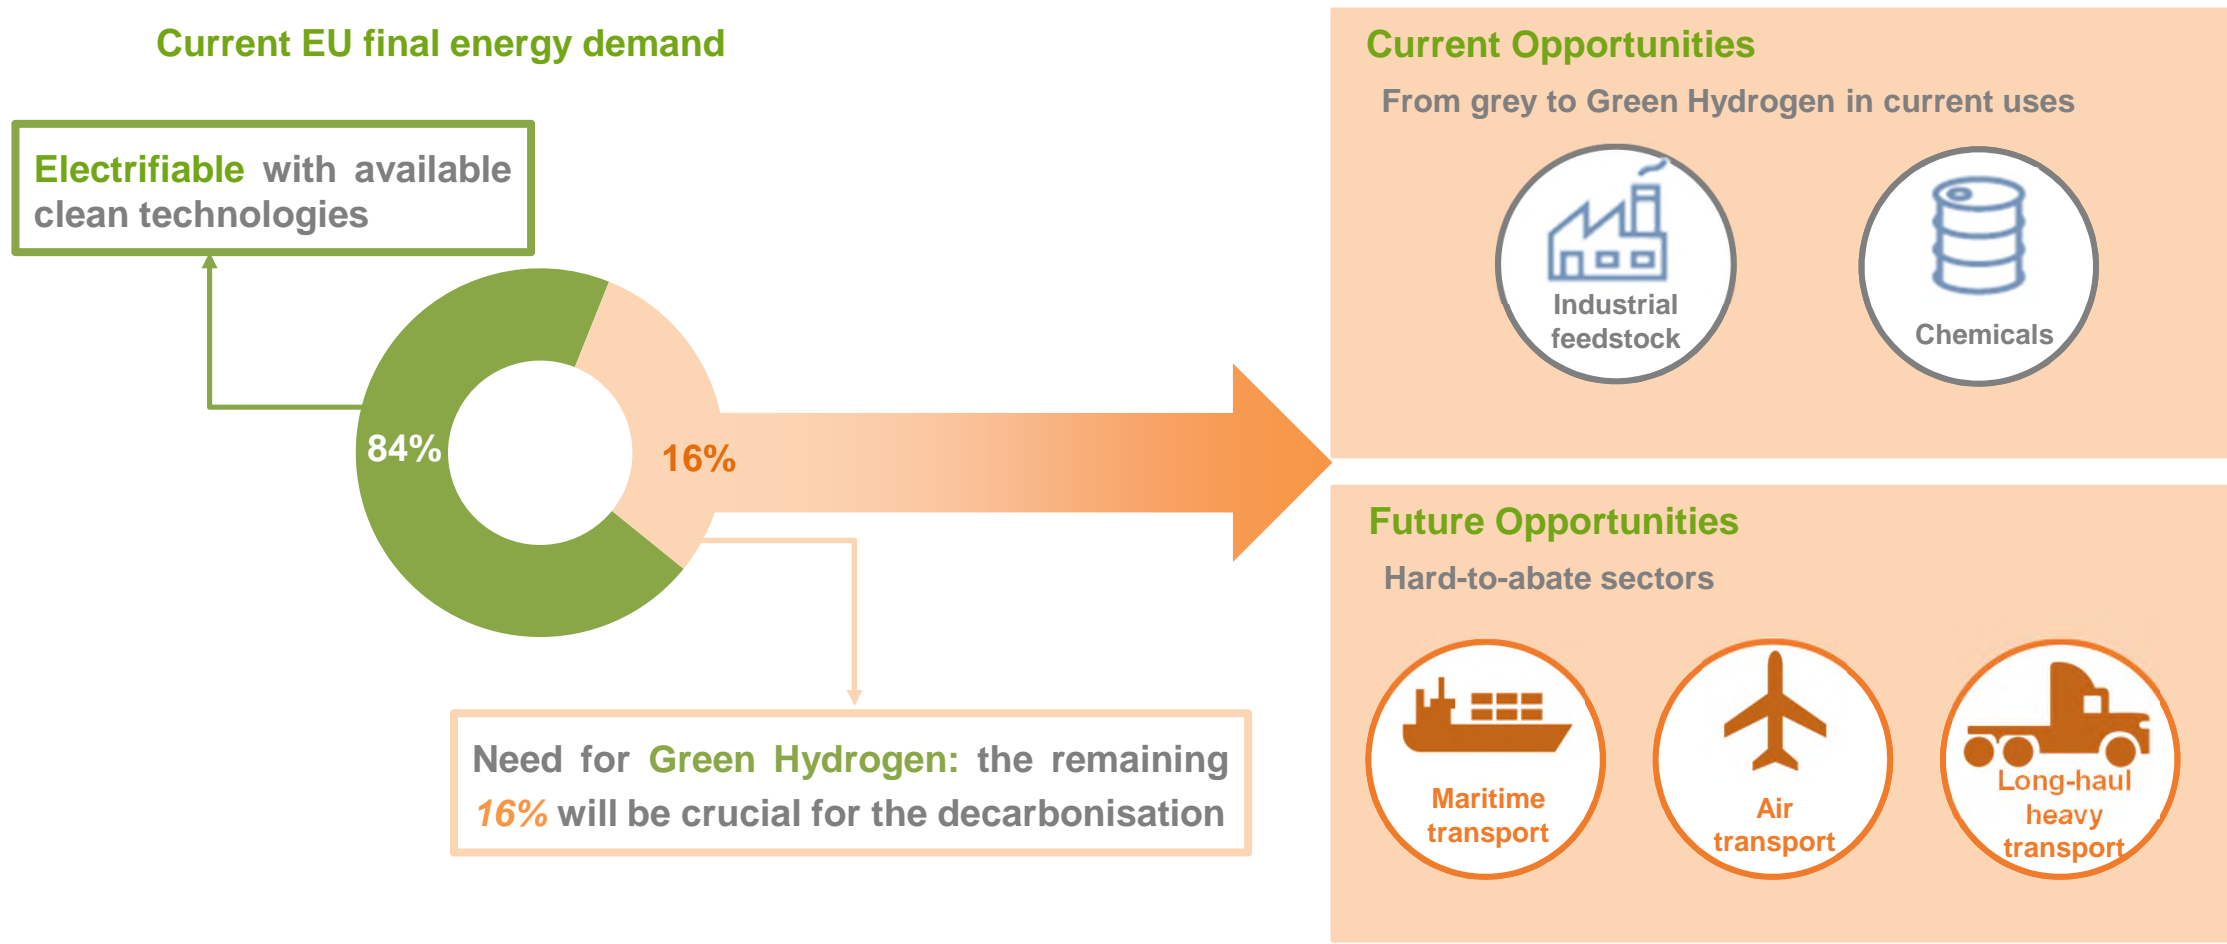 Current EU final energy demand
Electrifiable with available
clean technologies
84%
16%
Need for Green Hydrogen: the remaining
16% will be crucial for the decarbonisation
Current Opportunities
From grey to Green Hydrogen in current uses
Industrial
feedstock
Chemicals
Future Opportunities
Hard-to-abate sectors
Maritime
transport
Air
transport
Long-haul
heavy
transport